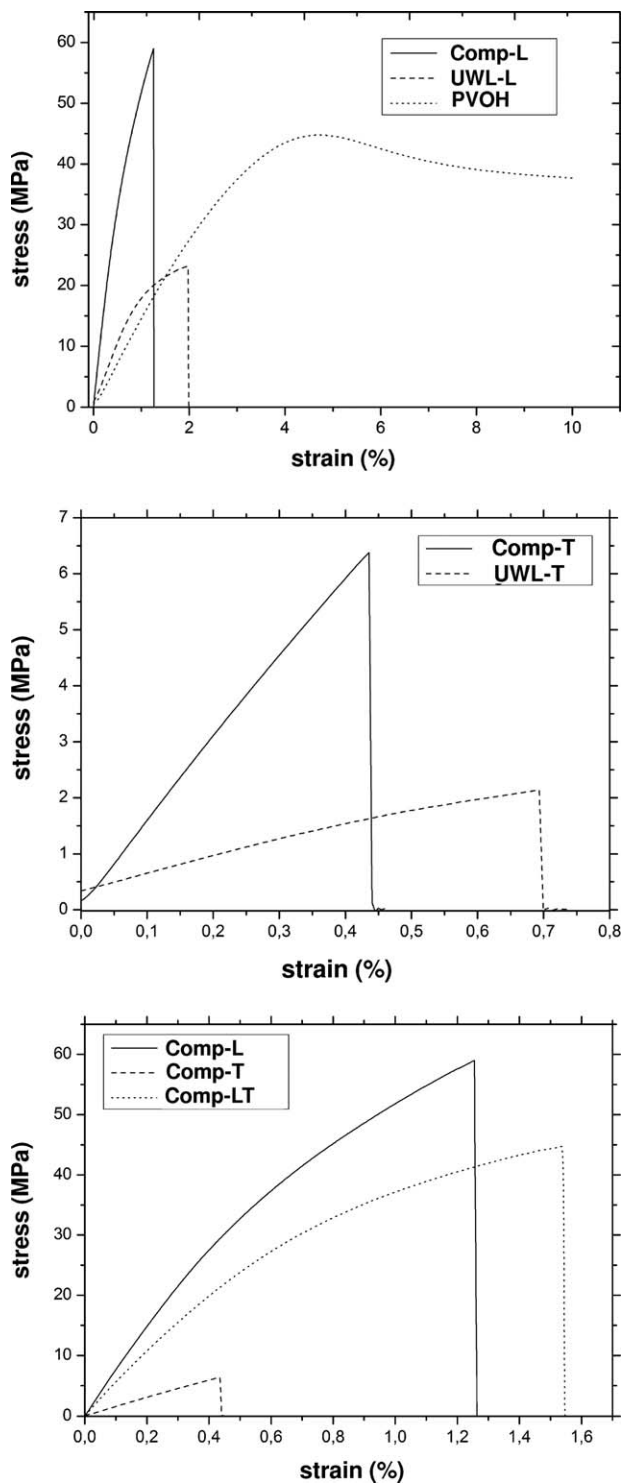 60
50
40
30
20
10
0
stress (MPa)
Comp-L
UWL-L
PVOH
0 2 4 6 8 10
strain (%)
7
6
5
4
3
2
1
0
stress (MPa)
Comp-T
UWL-T
0,0 0,1 0,2 0,3 0,4 0,5 0,6 0,7 0,8
strain (%)
60
50
40
30
20
10
0
stress (MPa)
Comp-L
Comp-T
Comp-LT
0,0 0,2 0,4 0,6 0,8 1,0 1,2 1,4 1,6
strain (%)